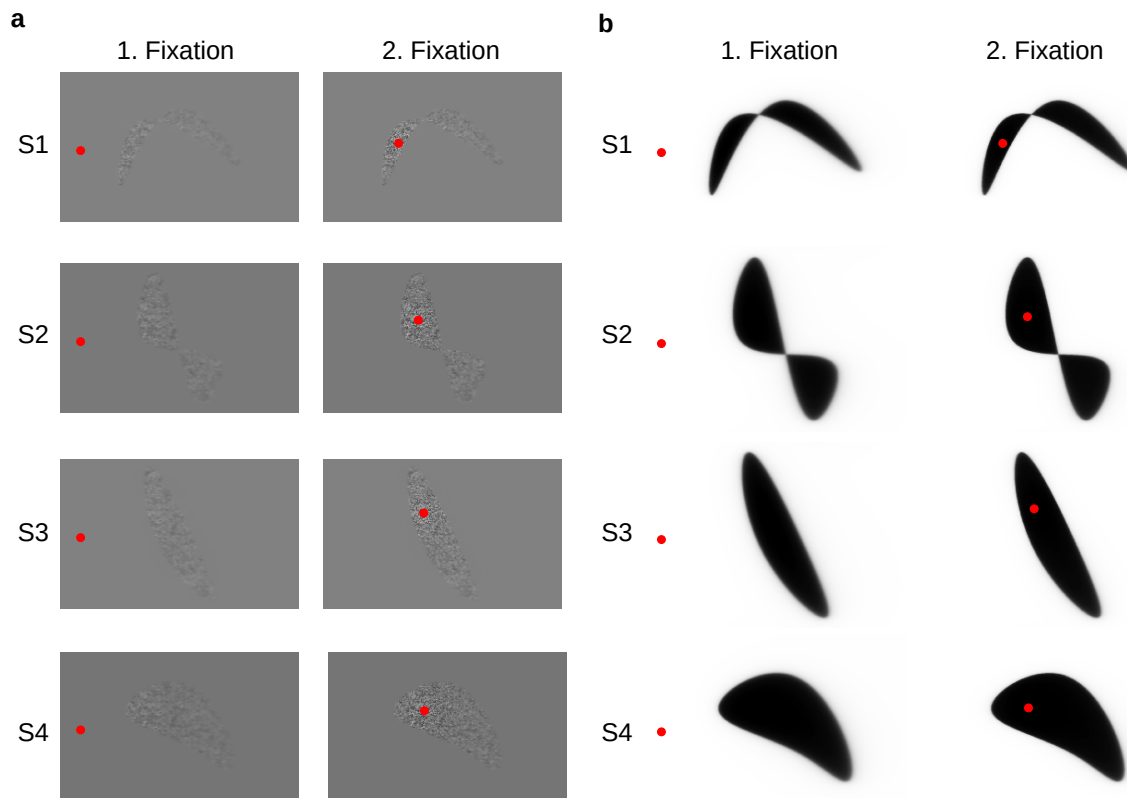 a
1. Fixation 2. Fixation
S1
S2
S3
S4
b
1. Fixation 2. Fixation
S1
S2
S3
S4